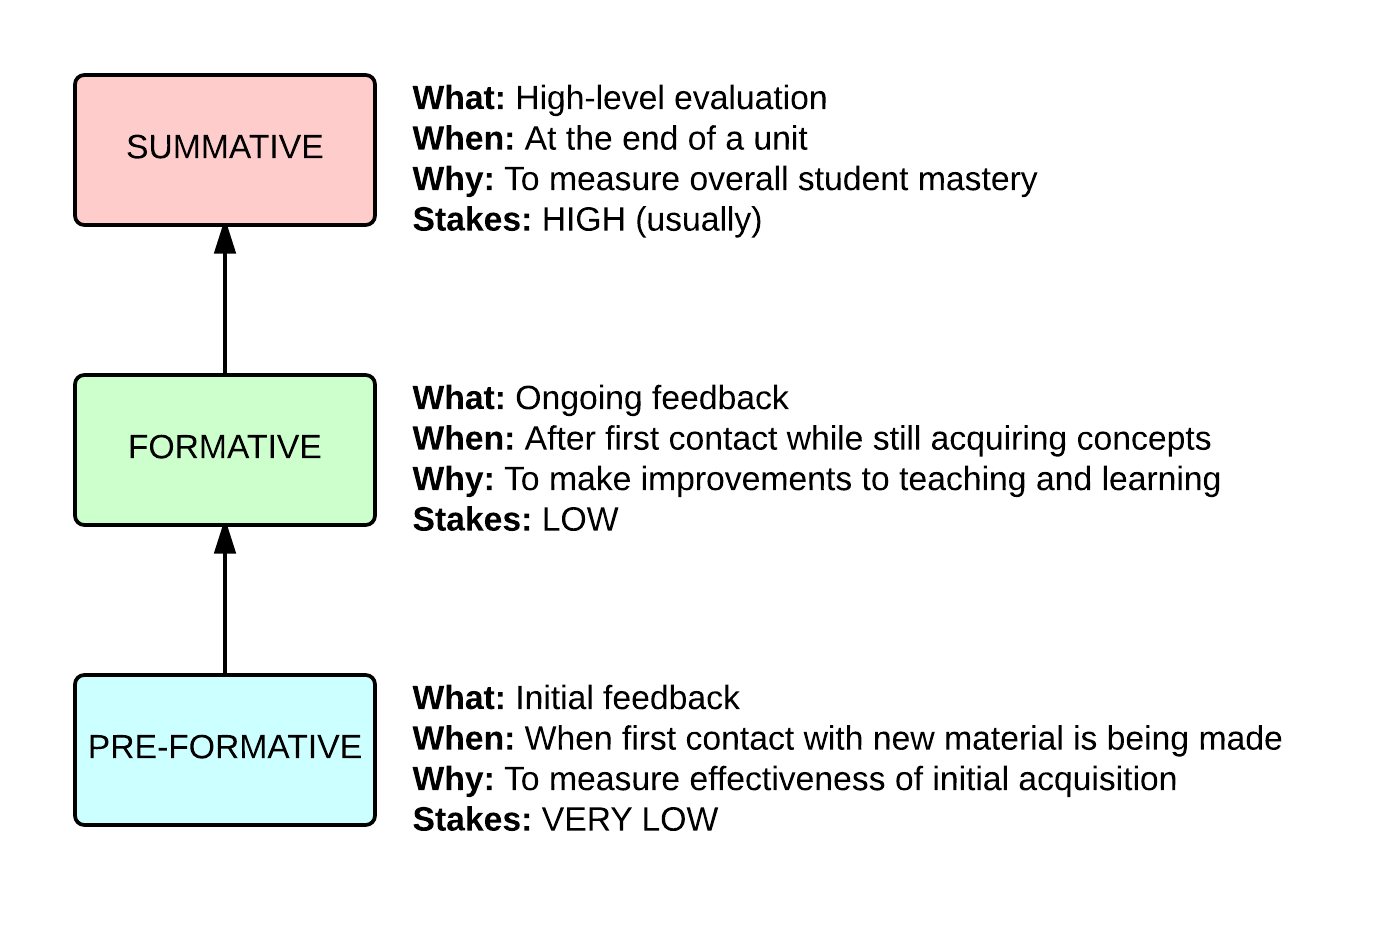 SUMMATIVE
What: High-level evaluation
When: At the end of a unit
Why: To measure overall student mastery
Stakes: HIGH (usually)
FORMATIVE
What: Ongoing feedback
When: After first contact while still acquiring concepts
Why: To make improvements to teaching and learning
Stakes: LOW
PRE-FORMATIVE
What: Initial feedback
When: When first contact with new material is being made
Why: To measure effectiveness of initial acquisition
Stakes: VERY LOW